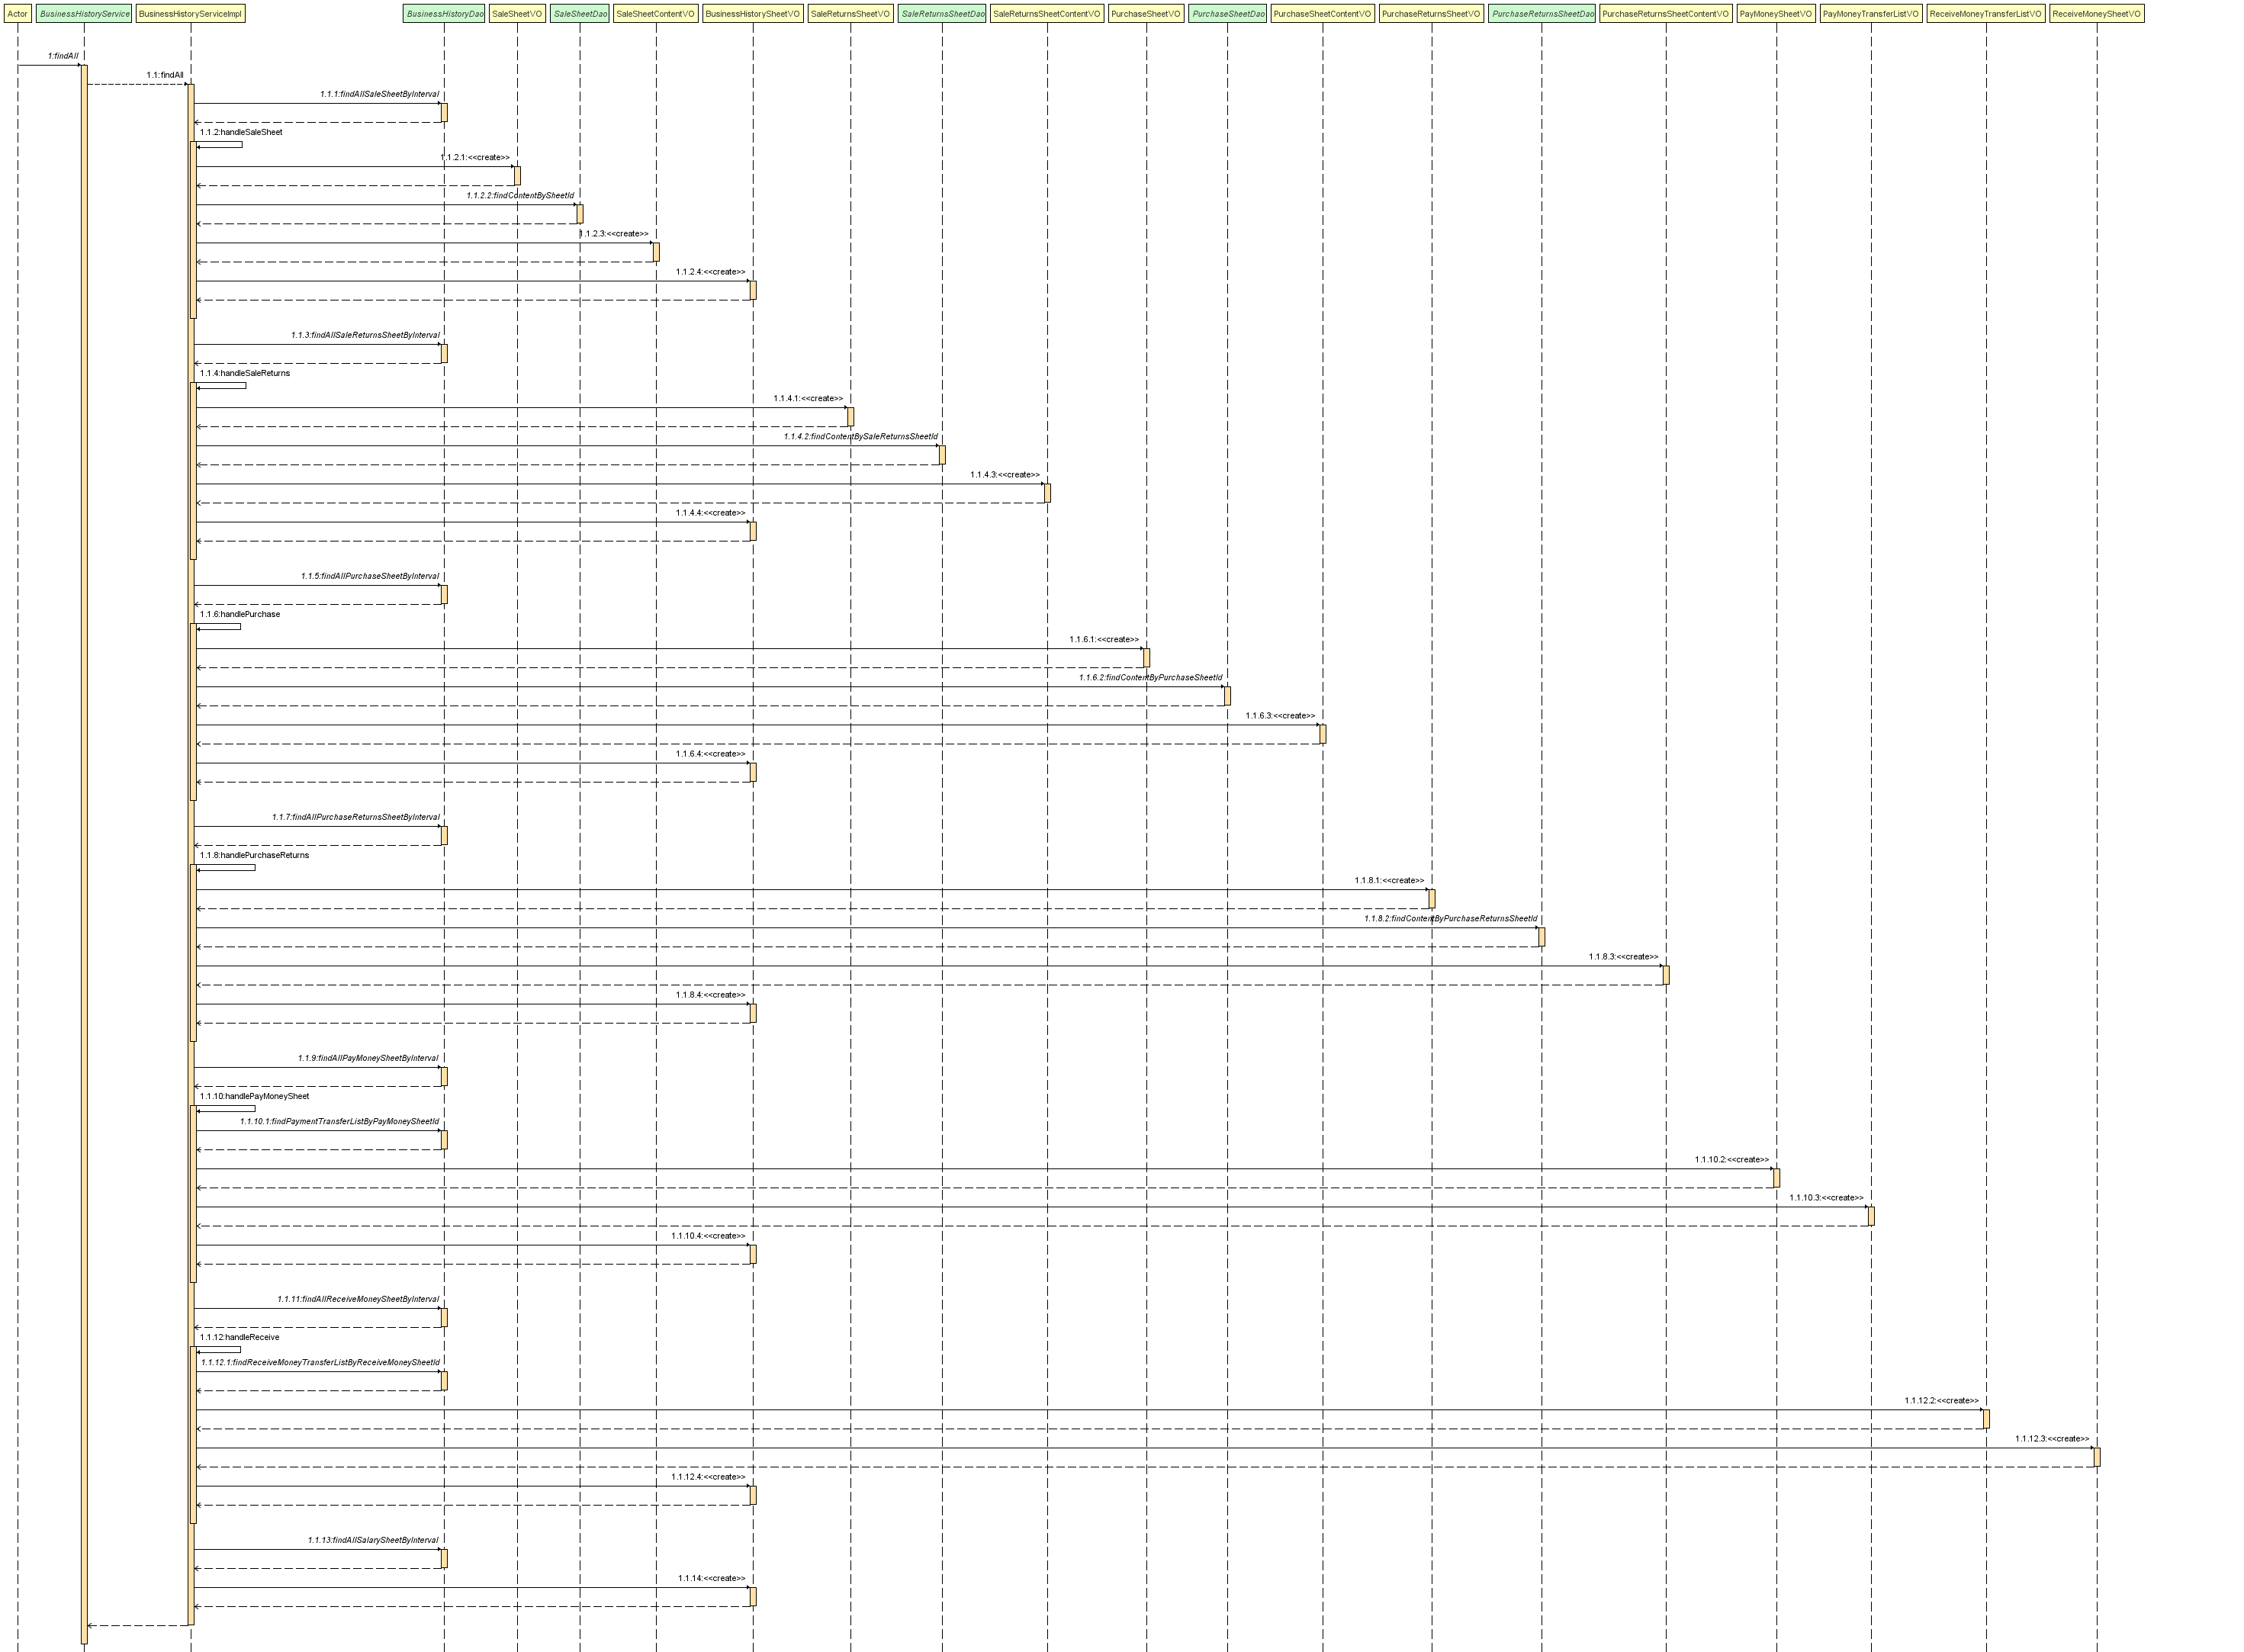 Actor
BusinessHistoryService
BusinessHistoryServiceImpl
BusinessHistoryDao
SaleSheetVO
SaleSheetDao
SaleSheetContentVO
BusinessHistorySheetVO
SaleReturnsSheetVO
SaleReturnsSheetDao
SaleReturnsSheetContentVO
PurchaseSheetVO
PurchaseSheetDao
PurchaseSheetContentVO
PurchaseReturnsSheetVO
PurchaseReturnsSheetDao
PurchaseReturnsSheetContentVO
PayMoneySheetVO
PayMoneyTransferListVO
ReceiveMoneyTransferListVO
ReceiveMoneySheetVO
1:findAll
1.1:findAll
1.1.1:findAllSaleSheetByInterval
1.1.2:handleSaleSheet
1.1.2.1:<<create>>
1.1.2.2:findContentBySheetId
1.1.2.3:<<create>>
1.1.2.4:<<create>>
1.1.3:findAllSaleReturnsSheetByInterval
1.1.4:handleSaleReturns
1.1.4.1:<<create>>
1.1.4.2:findContentBySaleReturnsSheetId
1.1.4.3:<<create>>
1.1.4.4:<<create>>
1.1.5:findAllPurchaseSheetByInterval
1.1.6:handlePurchase
1.1.6.1:<<create>>
1.1.6.2:findContentByPurchaseSheetId
1.1.6.3:<<create>>
1.1.6.4:<<create>>
1.1.7:findAllPurchaseReturnsSheetByInterval
1.1.8:handlePurchaseReturns
1.1.8.1:<<create>>
1.1.8.2:findContentByPurchaseReturnsSheetId
1.1.8.3:<<create>>
1.1.8.4:<<create>>
1.1.9:findAllPayMoneySheetByInterval
1.1.10:handlePayMoneySheet
1.1.10.1:findPaymentTransferListByPayMoneySheetId
1.1.10.2:<<create>>
1.1.10.3:<<create>>
1.1.10.4:<<create>>
1.1.11:findAllReceiveMoneySheetByInterval
1.1.12:handleReceive
1.1.12.1:findReceiveMoneyTransferListByReceiveMoneySheetId
1.1.12.2:<<create>>
1.1.12.3:<<create>>
1.1.12.4:<<create>>
1.1.13:findAllSalarySheetByInterval
1.1.14:<<create>>